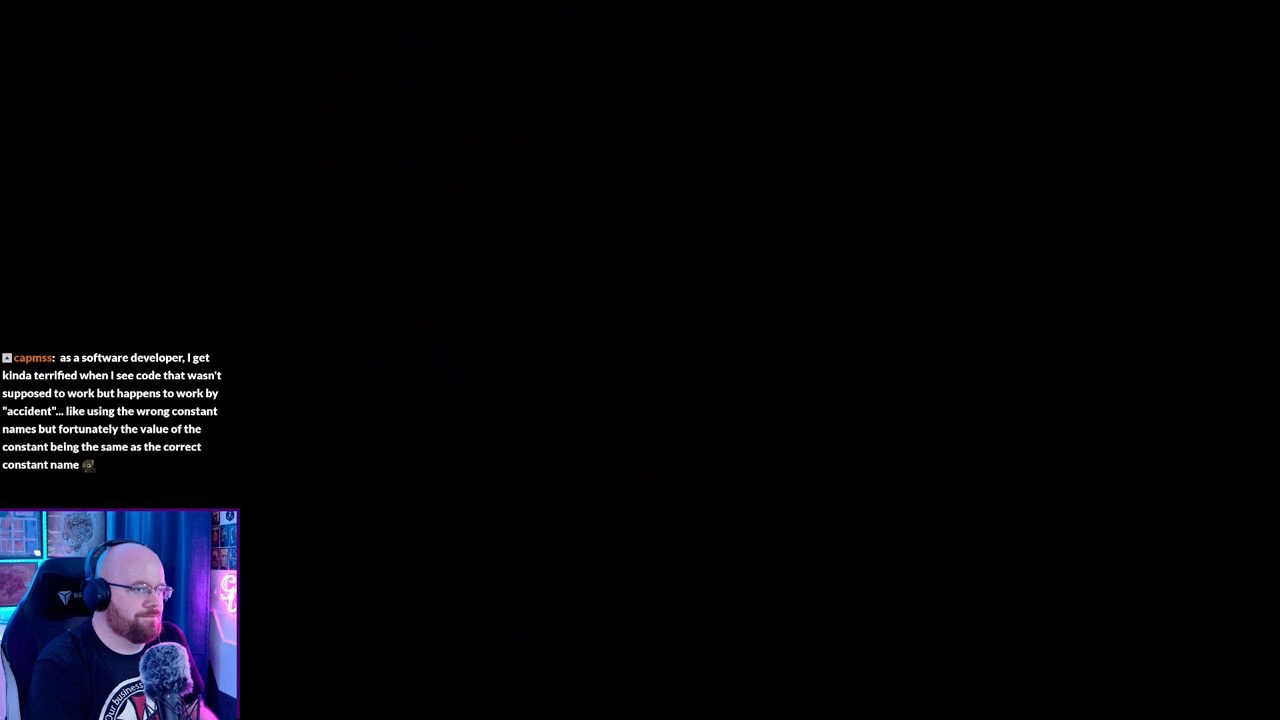 capmss: as a software developer, I get
kinda terrified when I see code that wasn't
supposed to work but happens to work by
"accident"... like using the wrong constant
names but fortunately the value of the
constant being the same as the correct
constant name
Our business